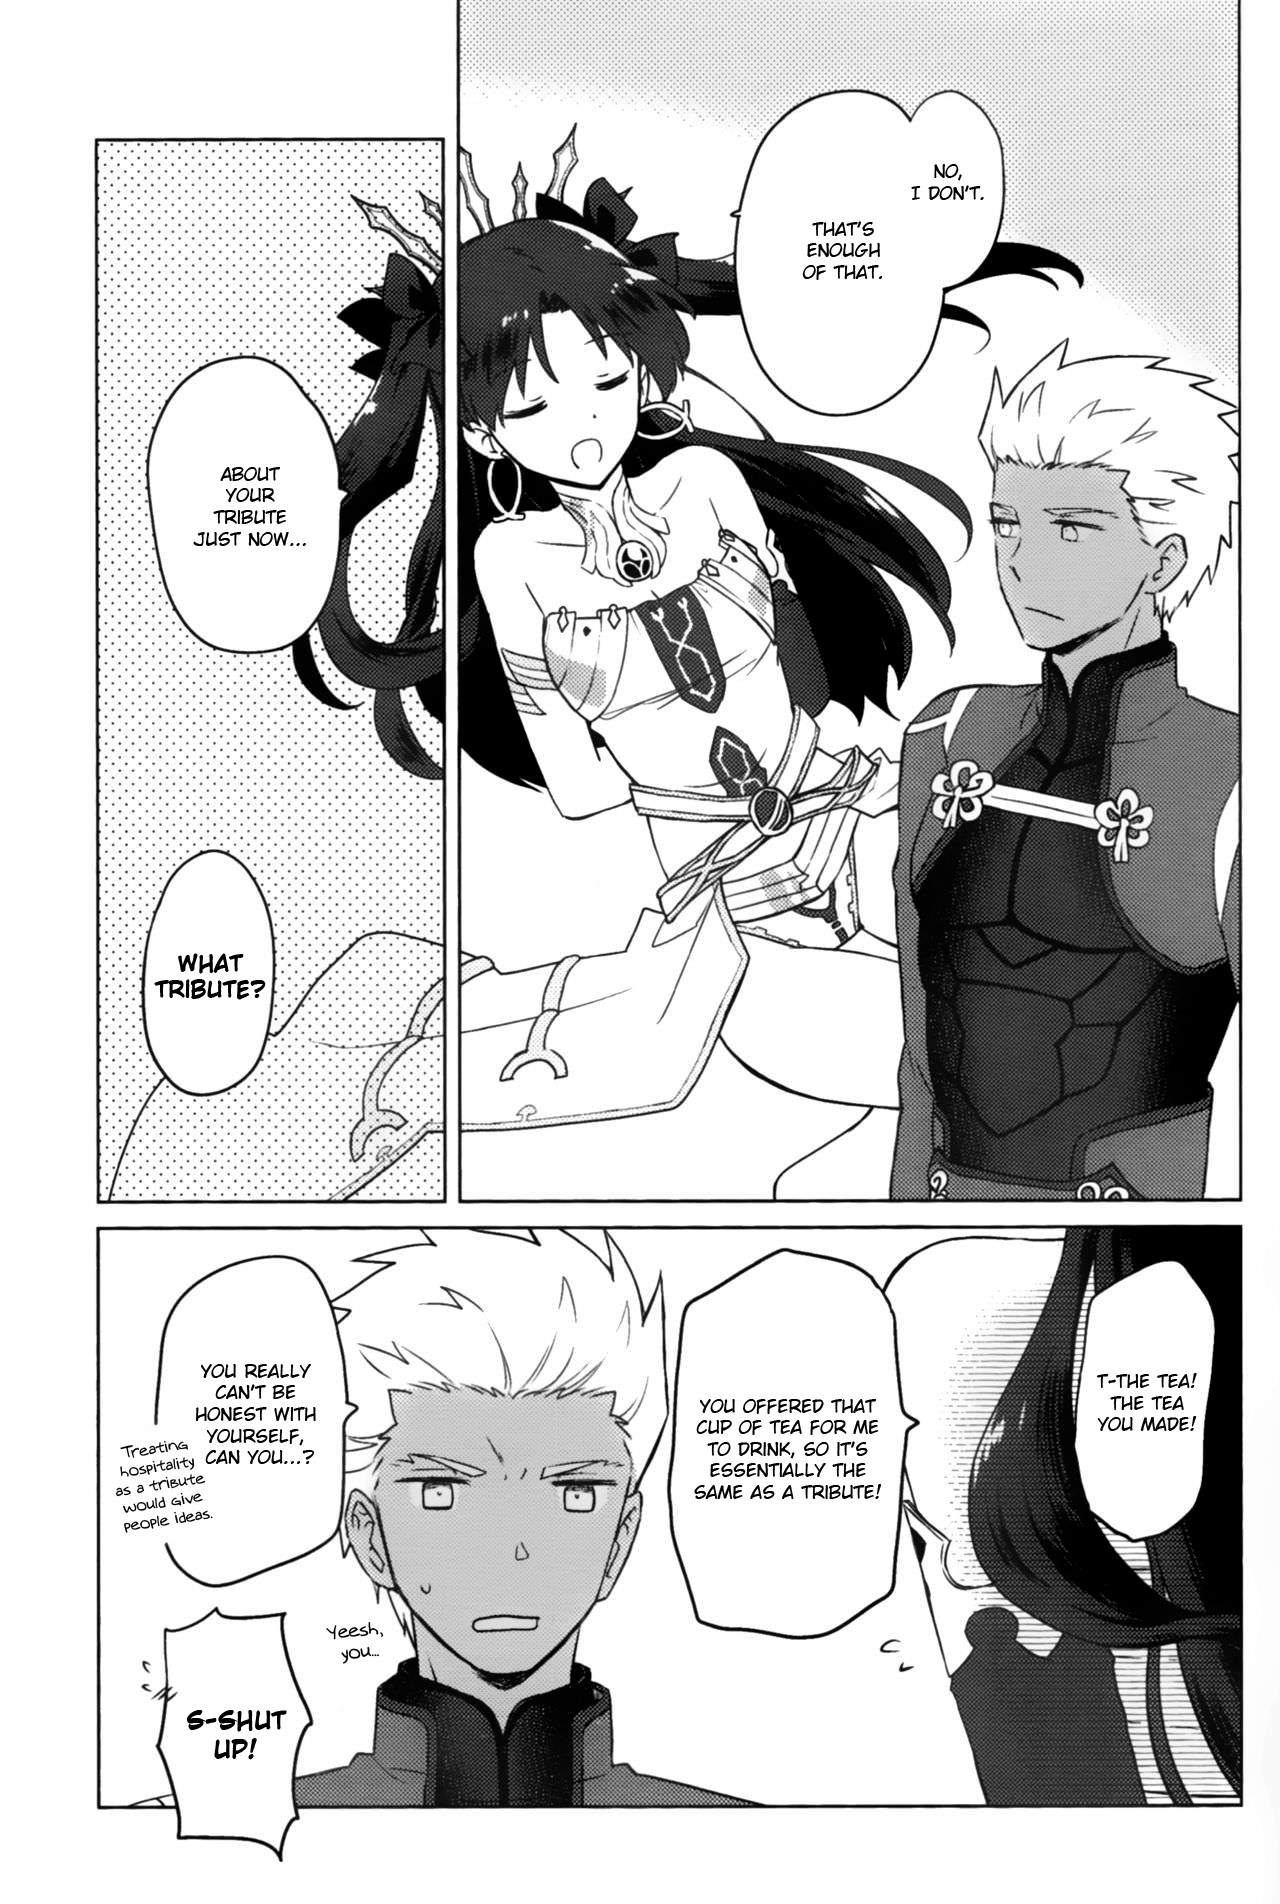 NO,
I DON'T.
THAT'S
ENOUGH
OF THAT.
ABOUT
YOUR
TRIBUTE
JUST NOW...
WHAT
TRIBUTE?
T-THE TEA!
THE TEA
YOU MADE!
YOU OFFERED THAT
CUP OF TEA FOR ME
TO DRINK, SO IT'S
ESSENTIALLY THE
SAME AS A TRIBUTE!
YOU REALLY
CAN'T BE
HONEST WITH
YOURSELF,
CAN YOU...?
Treating
hospitality
as a tribute
would give
people ideas.
Yeesh,
you...
S-SHUT
UP!